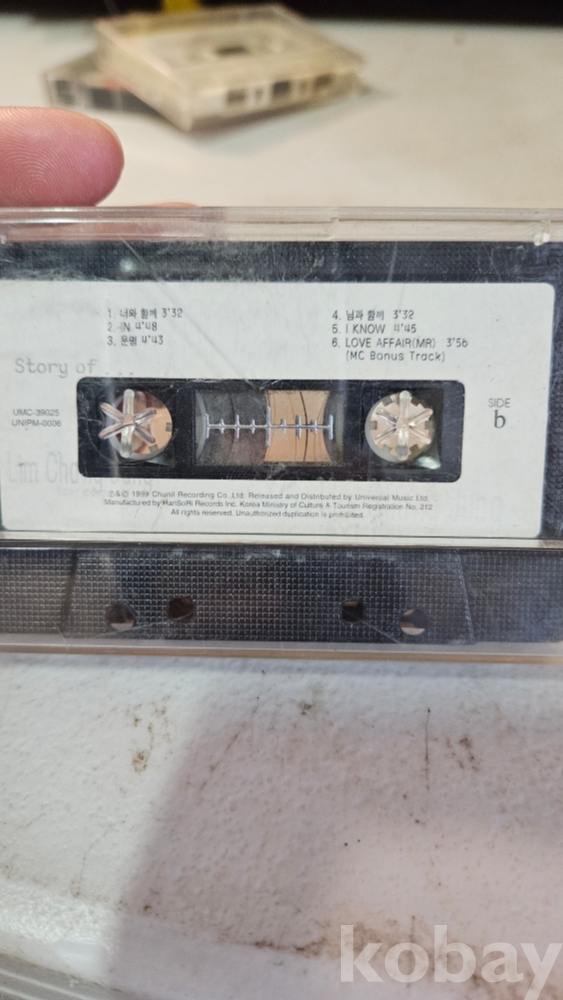 1. 너와 함께 3'32
2. IN 4'48
3. 운명 4'43
4. 님과 함께 3'32
5. I KNOW 4'45
6. LOVE AFFAIR(MR) 3'56
(MC Bonus Track)
Story of . . .
UMC-39025
UNIPM-0006
SIDE
b
Lim Chang Jung
℗&© 1999 Chunil Recording Co.,Ltd. Released and Distributed by Universal Music Ltd.
Manufactured by HanSoRi Records Inc. Korea Ministry of Culture & Tourism Registration No. 212
All rights reserved. Unauthorized duplication is prohibited.
kobay